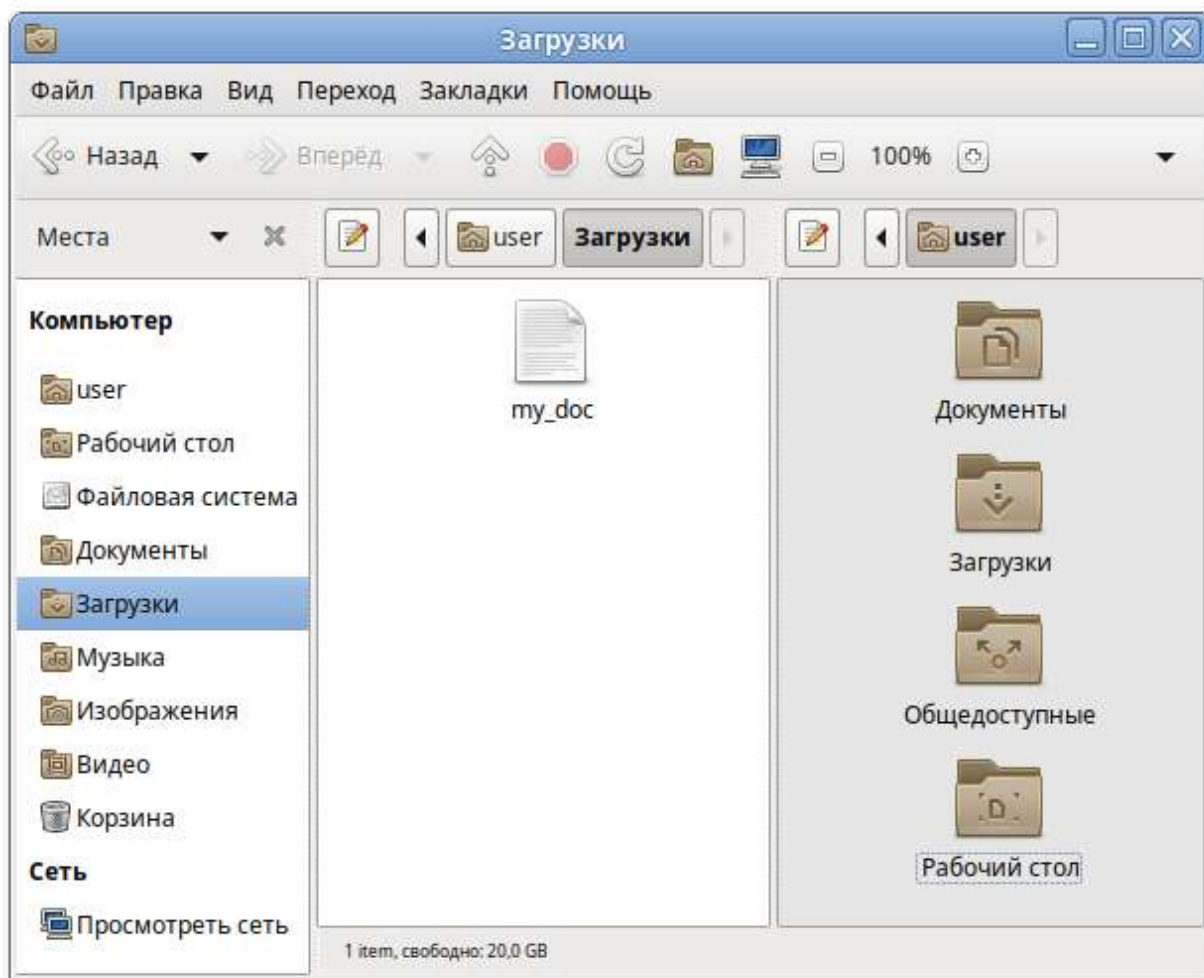 Загрузки
Файл Правка Вид Переход Закладки Помощь
Назад Вперёд 100%
Места user Загрузки user
Компьютер
user
Рабочий стол
Файловая система
Документы
Загрузки
Музыка
Изображения
Видео
Корзина
Сеть
Просмотреть сеть
my_doc
Документы
Загрузки
Общедоступные
Рабочий стол
1 item, свободно: 20,0 GB